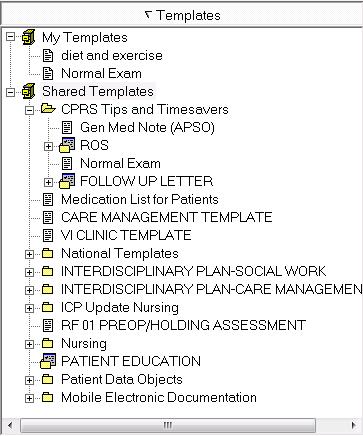 Templates
My Templates
diet and exercise
Normal Exam
Shared Templates
CPRS Tips and Timesavers
Gen Med Note (APSO)
ROS
Normal Exam
FOLLOW UP LETTER
Medication List for Patients
CARE MANAGEMENT TEMPLATE
VI CLINIC TEMPLATE
National Templates
INTERDISCIPLINARY PLAN-SOCIAL WORK
INTERDISCIPLINARY PLAN-CARE MANAGEMEN
ICP Update Nursing
RF 01 PREOP/HOLDING ASSESSMENT
Nursing
PATIENT EDUCATION
Patient Data Objects
Mobile Electronic Documentation